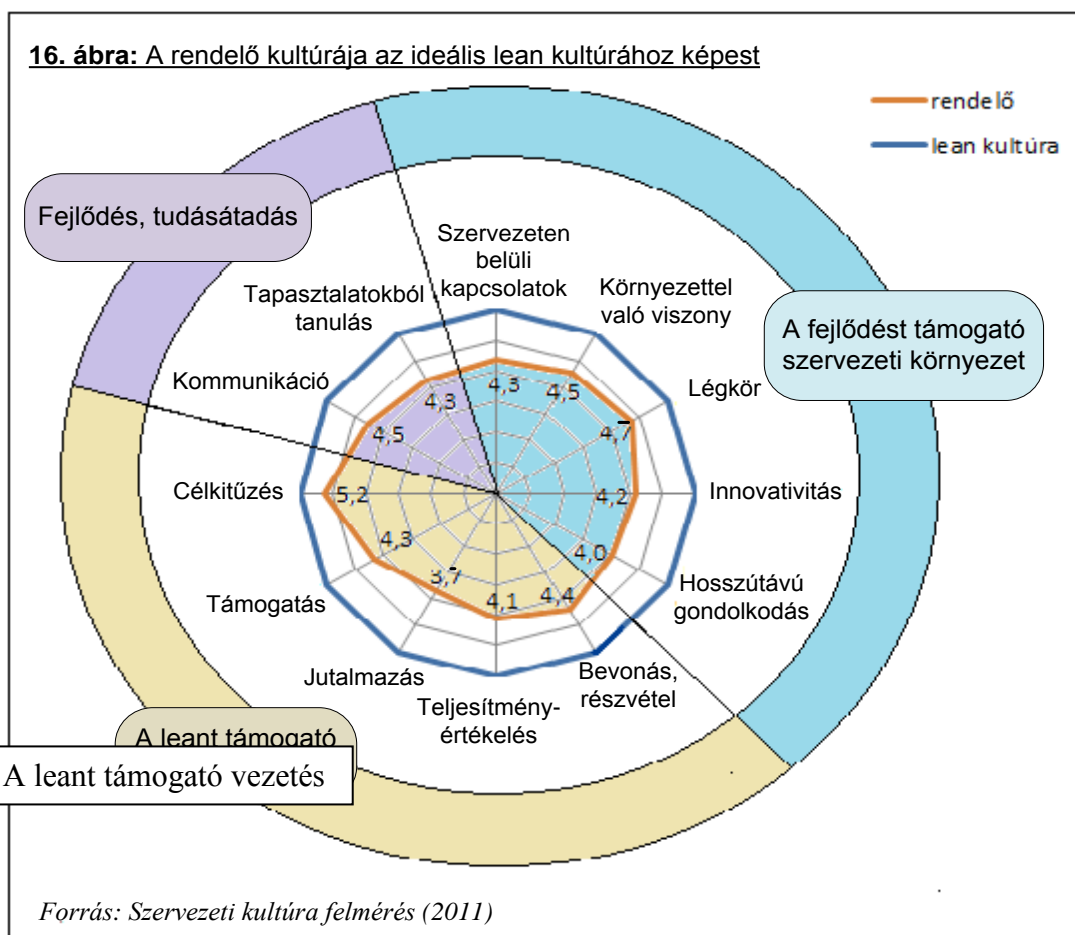 16. ábra: A rendelő kultúrája az ideális lean kultúrához képest
rendelő
lean kultúra
Fejlődés, tudásátadás
A fejlődést támogató
szervezeti környezet
Szervezeten
belüli
kapcsolatok
Környezettel
való viszony
Légkör
Innovativitás
Hosszútávú
gondolkodás
Bevonás,
részvétel
Teljesítmény-
értékelés
Jutalmazás
Támogatás
Célkitűzés
Kommunikáció
Tapasztalatokból
tanulás
4,3
4,5
4,7
4,2
4,0
4,4
4,1
3,7
4,3
5,2
4,5
4,3
A leant támogató
A leant támogató vezetés
Forrás: Szervezeti kultúra felmérés (2011)